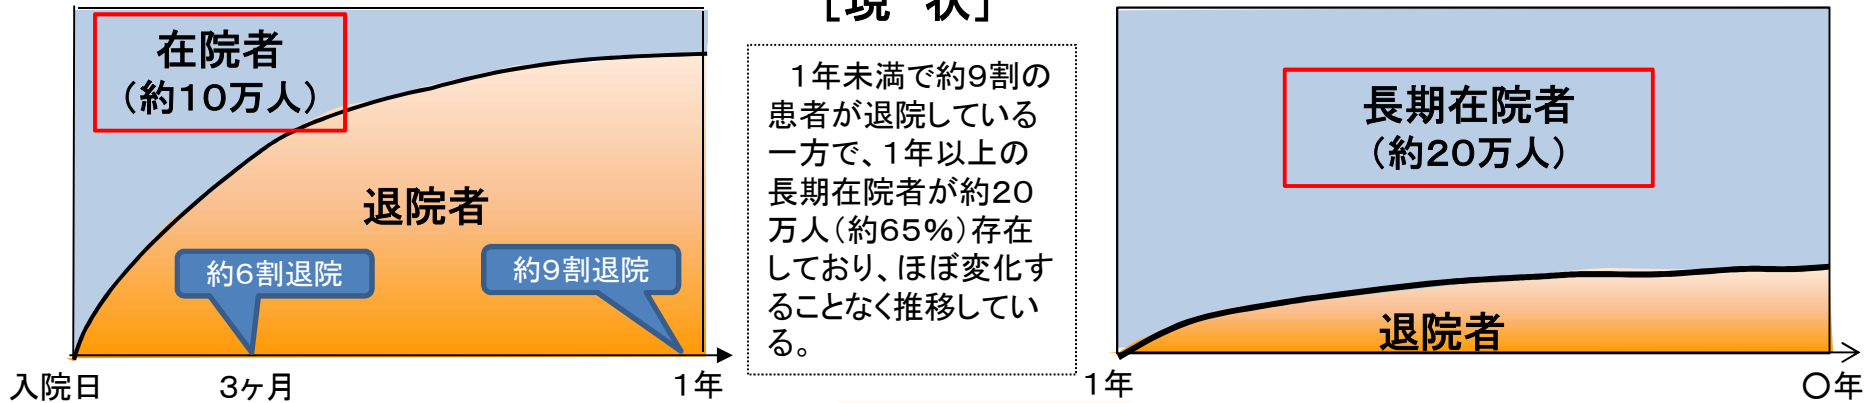 ［現　状］
在院者
（約10万人）
退院者
約6割退院
約9割退院
入院日
3ヶ月
1年
1年未満で約9割の
患者が退院している
一方で、1年以上の
長期在院者が約20
万人（約65%）存在
しており、ほぼ変化す
ることなく推移してい
る。
長期在院者
（約20万人）
退院者
1年
○年